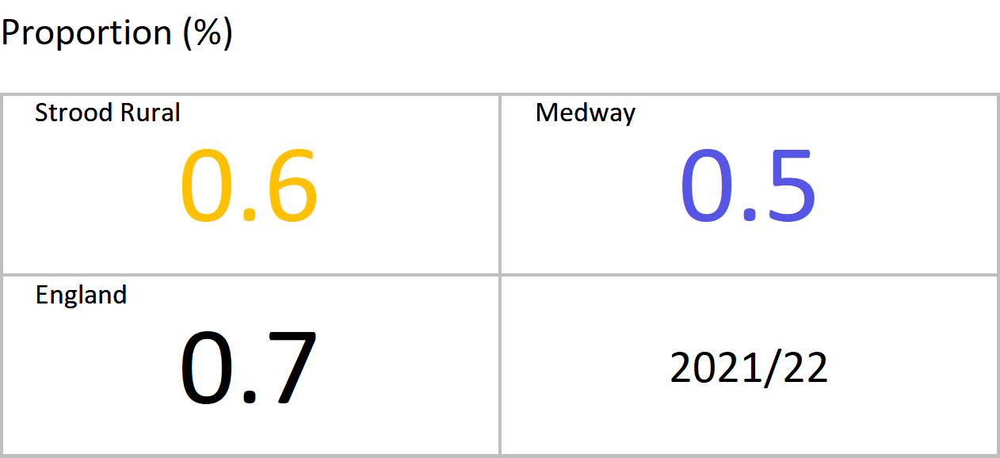 Proportion (%)
Strood Rural
0.6
Medway
0.5
England
0.7
2021/22